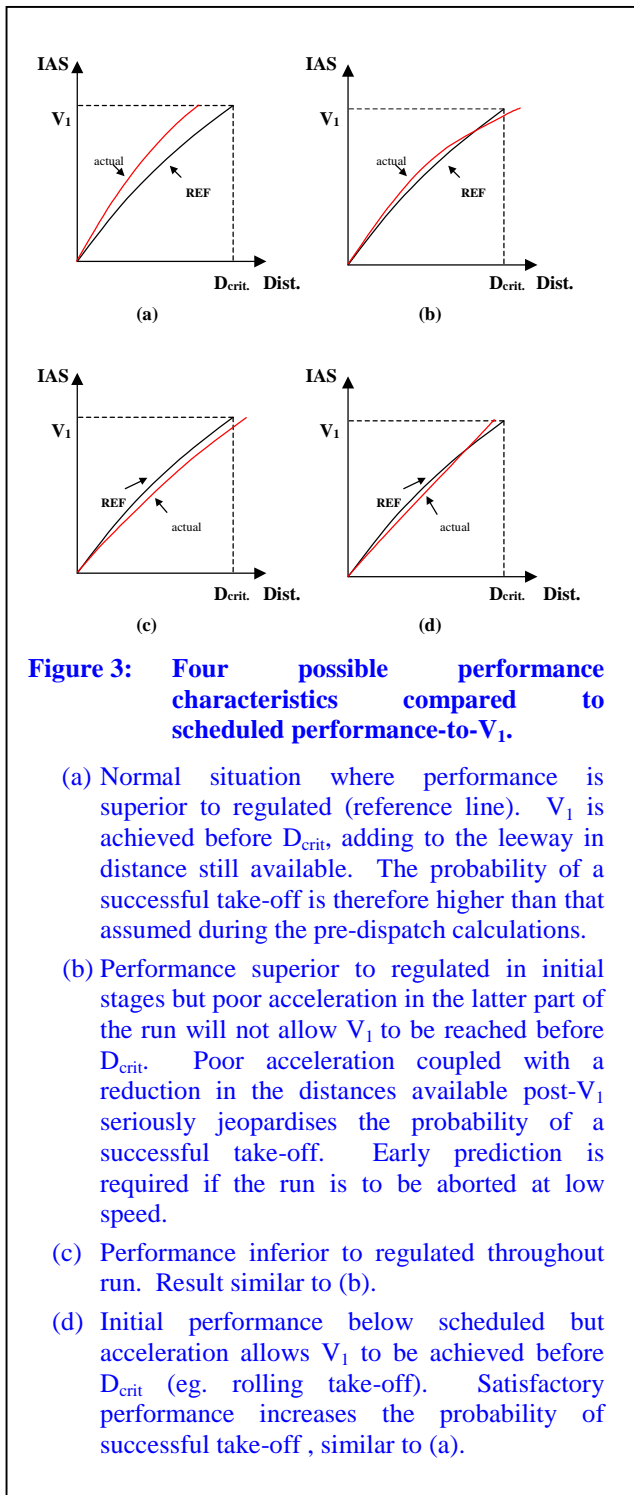 IAS
V1
actual
REF
Dcrit. Dist.
(a)
IAS
V1
actual
REF
Dcrit. Dist.
(b)
IAS
V1
REF
actual
Dcrit. Dist.
(c)
IAS
V1
REF
actual
Dcrit. Dist.
(d)
Figure 3: Four possible performance
characteristics compared to
scheduled performance-to-V1.
(a) Normal situation where performance is
superior to regulated (reference line). V1 is
achieved before Dcrit, adding to the leeway in
distance still available. The probability of a
successful take-off is therefore higher than that
assumed during the pre-dispatch calculations.
(b) Performance superior to regulated in initial
stages but poor acceleration in the latter part of
the run will not allow V1 to be reached before
Dcrit. Poor acceleration coupled with a
reduction in the distances available post-V1
seriously jeopardises the probability of a
successful take-off. Early prediction is
required if the run is to be aborted at low
speed.
(c) Performance inferior to regulated throughout
run. Result similar to (b).
(d) Initial performance below scheduled but
acceleration allows V1 to be achieved before
Dcrit (eg. rolling take-off). Satisfactory
performance increases the probability of
successful take-off , similar to (a).